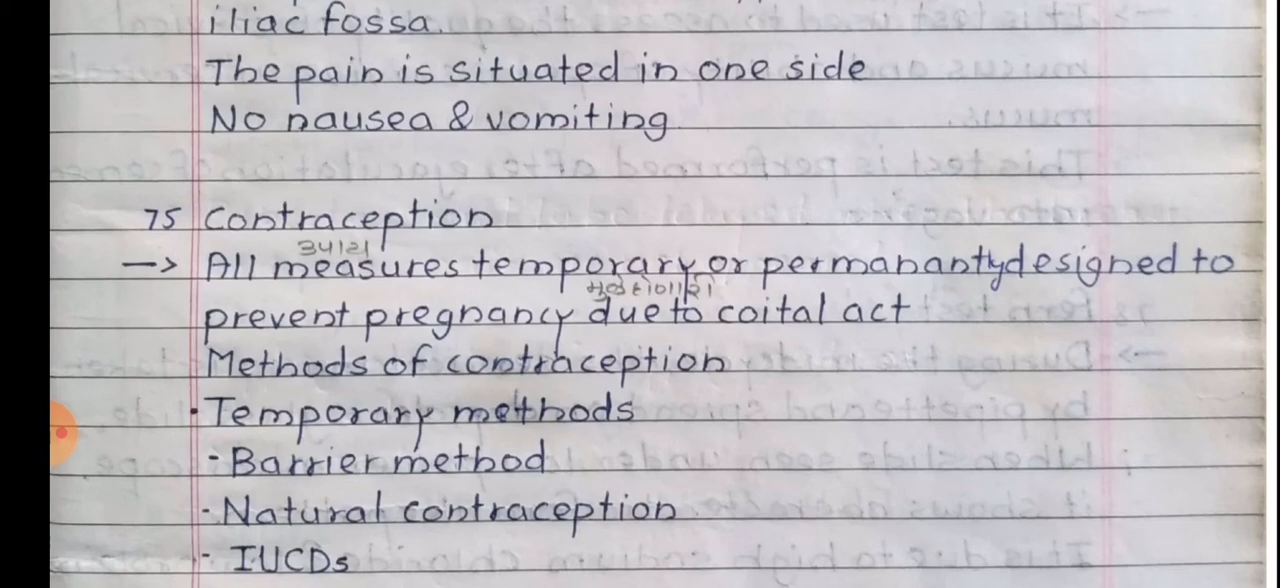 iliac fossa.
The pain is situated in one side
No nausea & vomiting
75 Contraception
उपाय
-> All measures temporary or permanantly designed to
prevent pregnancy due to coital act
Methods of contraception
· Temporary methods
- Barrier method
- Natural contraception
- IUCDs